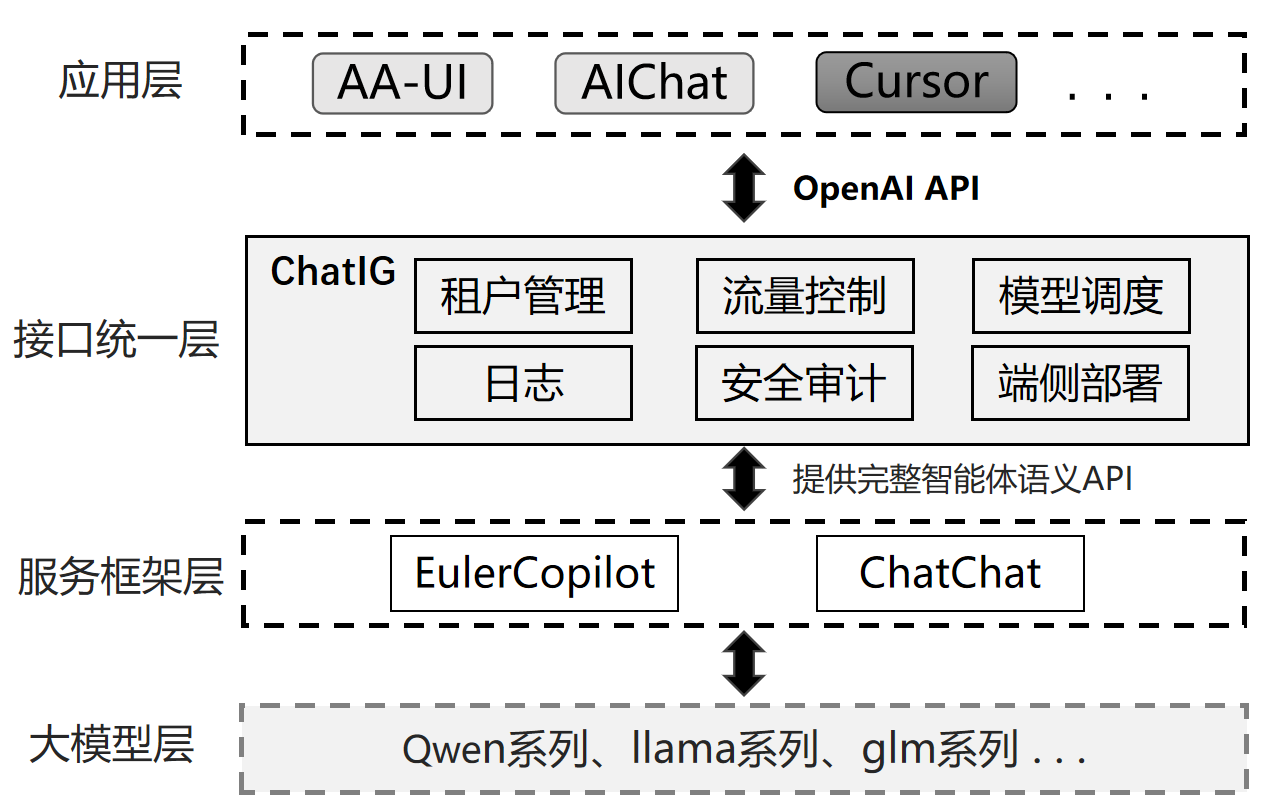 应用层
AA-UI
AIChat
Cursor
. . .
OpenAI API
接口统一层
ChatIG
租户管理
流量控制
模型调度
日志
安全审计
端侧部署
提供完整智能体语义API
服务框架层
EulerCopilot
ChatChat
大模型层
Qwen系列、llama系列、glm系列 . . .